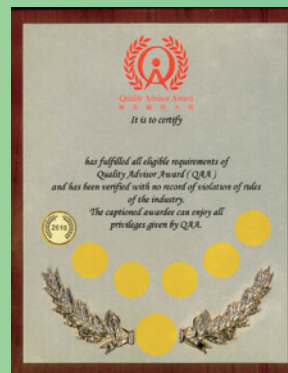 Quality Advisor Award
It is to certify
has fulfilled all eligible requirements of
Quality Advisor Award ( QAA )
and has been verified with no record of violation of rules
of the industry.
The captioned awardee can enjoy all
privileges given by QAA.
2010